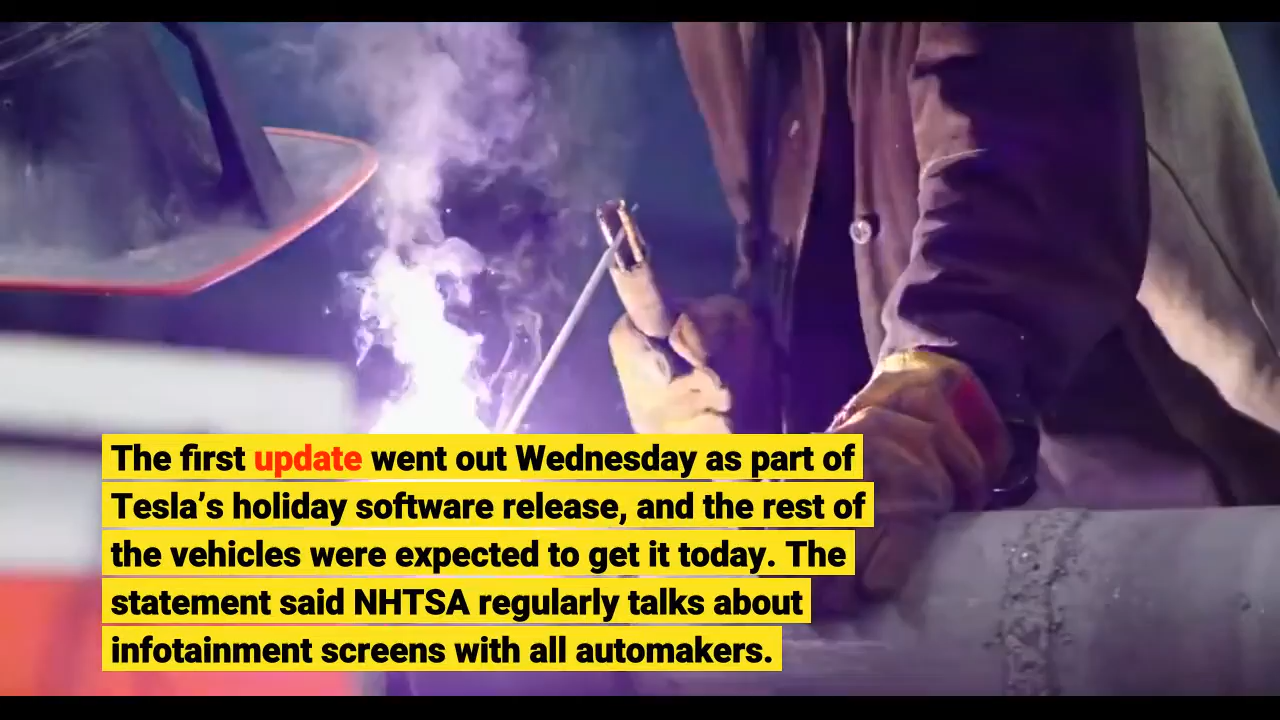 The first update went out Wednesday as part of
Tesla’s holiday software release, and the rest of
the vehicles were expected to get it today. The
statement said NHTSA regularly talks about
infotainment screens with all automakers.